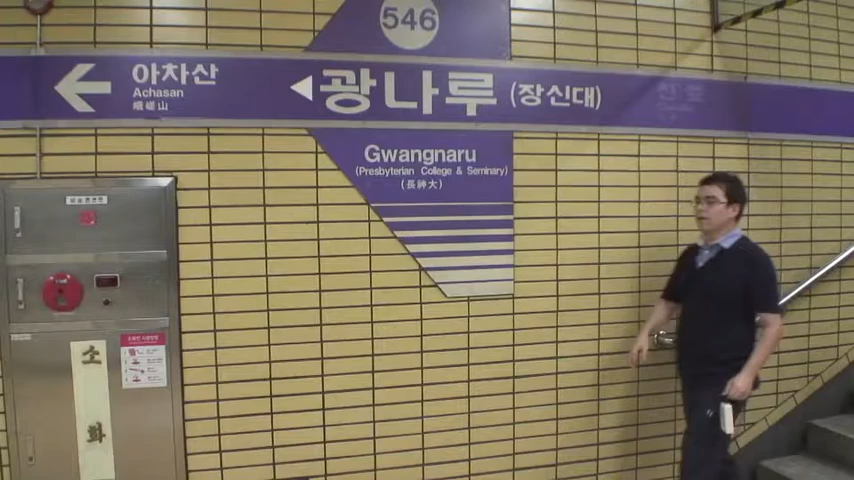 546
아차산
Achasan
峨嵯山
광나루 (장신대)
Gwangnaru
(Presbyterian College & Seminary)
(長神大)
소
화